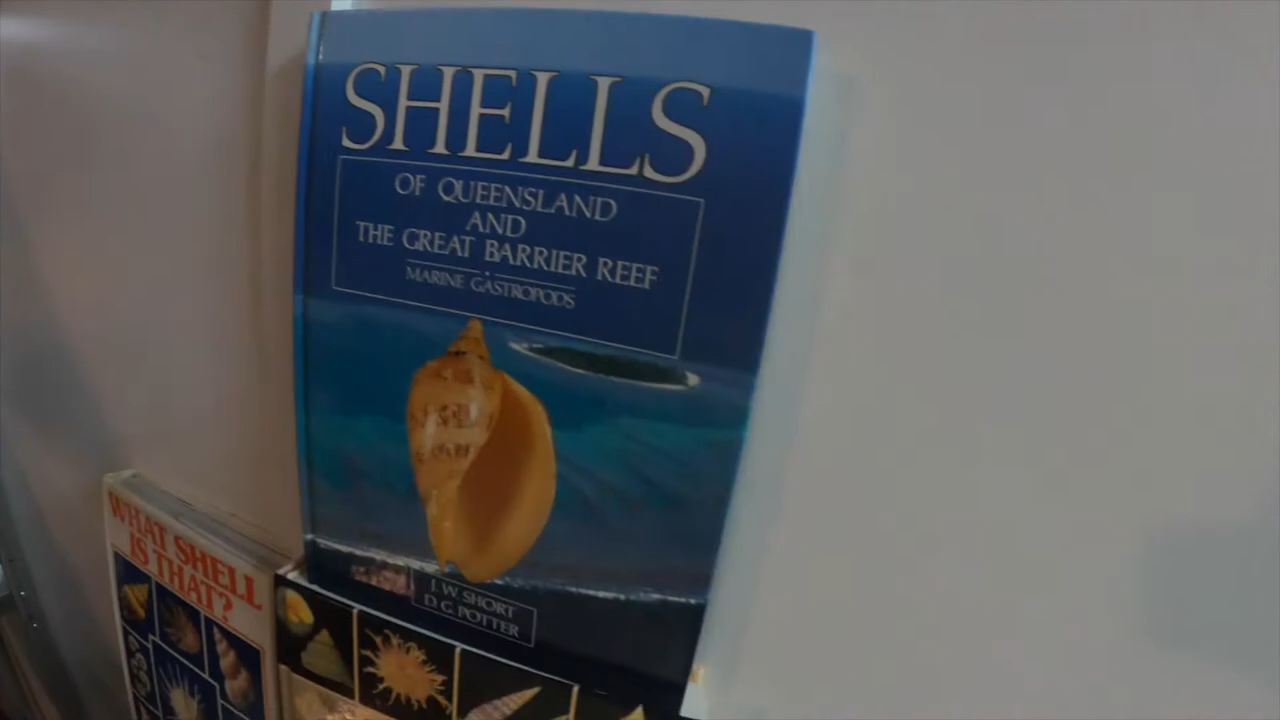 SHELLS
OF QUEENSLAND
AND
THE GREAT BARRIER REEF
MARINE GASTROPODS
J. W. SHORT
D. G. POTTER
WHAT SHELL
IS THAT?